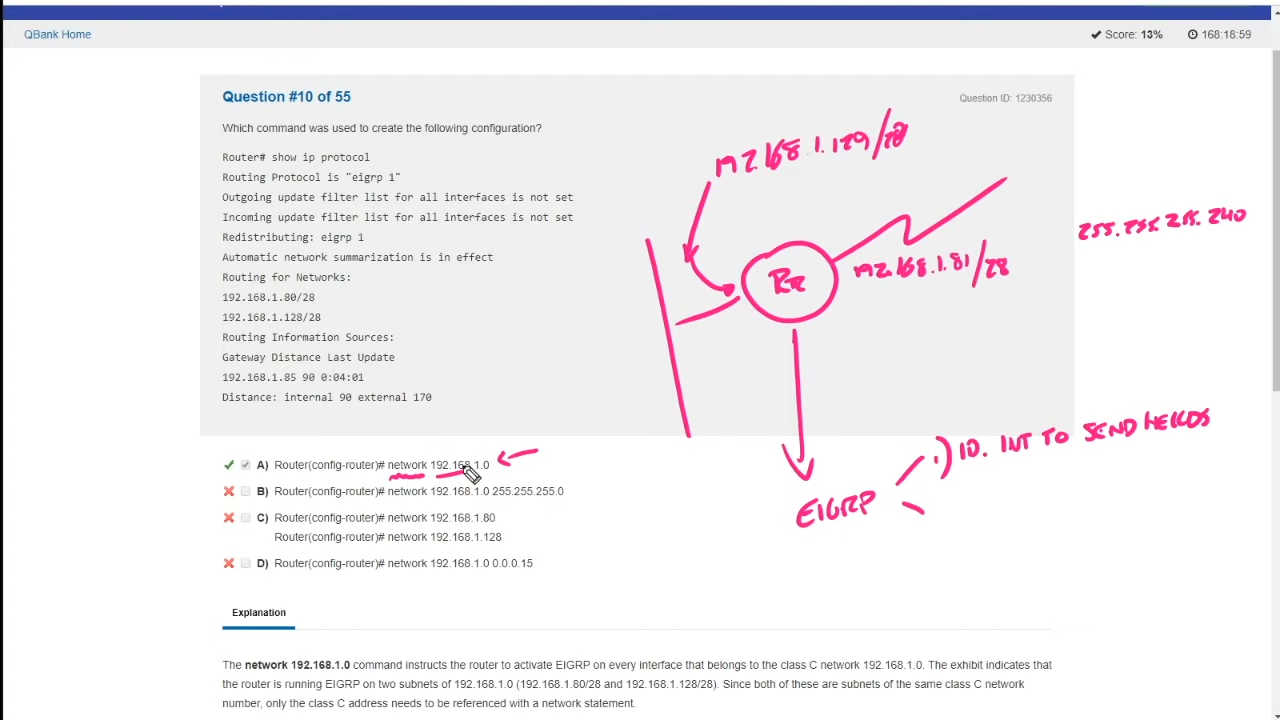 QBank Home
Score: 13%
168:18:59
Question #10 of 55
Question ID: 1230356
Which command was used to create the following configuration?
Router# show ip protocol
Routing Protocol is "eigrp 1"
Outgoing update filter list for all interfaces is not set
Incoming update filter list for all interfaces is not set
Redistributing: eigrp 1
Automatic network summarization is in effect
Routing for Networks:
192.168.1.80/28
192.168.1.128/28
Routing Information Sources:
Gateway Distance Last Update
192.168.1.85 90 0:04:01
Distance: internal 90 external 170
192.168.1.129/28
255.255.255.240
192.168.1.81/28
EIGRP
1.) ID. INT TO SEND HELLOS
A) Router(config-router)# network 192.168.1.0
B) Router(config-router)# network 192.168.1.0 255.255.255.0
C) Router(config-router)# network 192.168.1.80
Router(config-router)# network 192.168.1.128
D) Router(config-router)# network 192.168.1.0 0.0.0.15
Explanation
The network 192.168.1.0 command instructs the router to activate EIGRP on every interface that belongs to the class C network 192.168.1.0. The exhibit indicates that
the router is running EIGRP on two subnets of 192.168.1.0 (192.168.1.80/28 and 192.168.1.128/28). Since both of these are subnets of the same class C network
number, only the class C address needs to be referenced with a network statement.